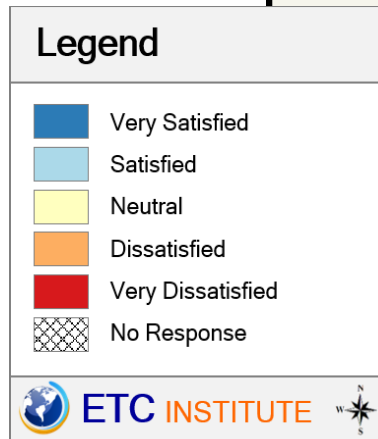 Legend
Very Satisfied
Satisfied
Neutral
Dissatisfied
Very Dissatisfied
No Response
ETC INSTITUTE
N
W
S